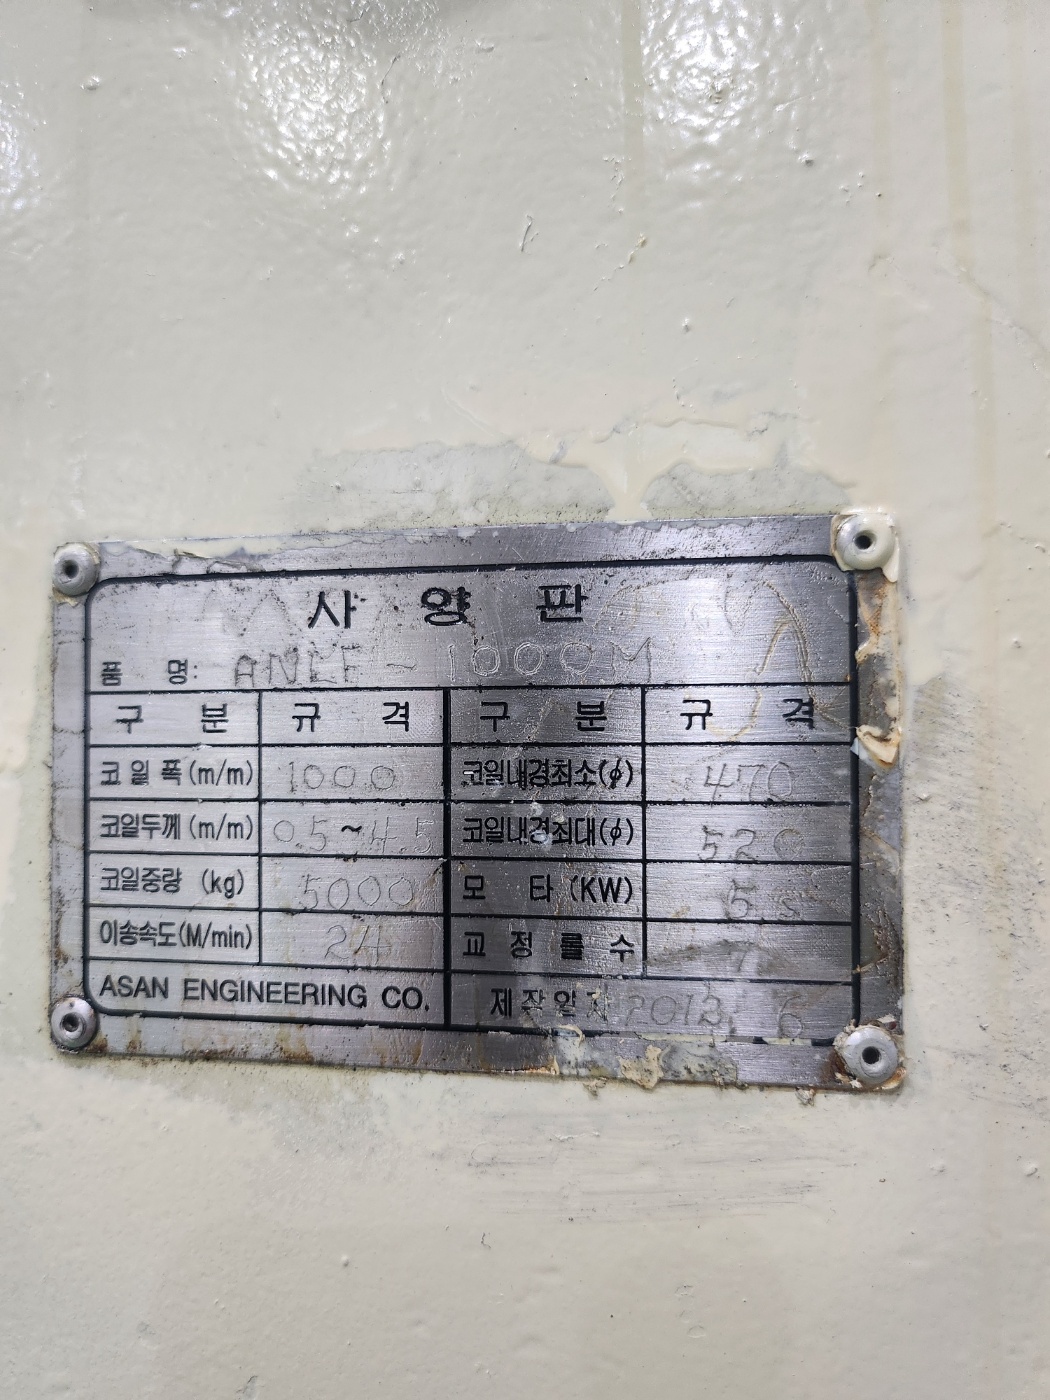 사 양 판
품 명: ANLF-1000M
구 분 규 격 구 분 규 격
코일폭(m/m) 1000 코일내경최소(ϕ) 470
코일두께(m/m) 0.5~4.5 코일내경최대(ϕ) 520
코일중량 (kg) 5000 모 타(KW) 5.5
이송속도(M/min) 24 교 정 롤 수 7
ASAN ENGINEERING CO. 제작일자 2013. 6